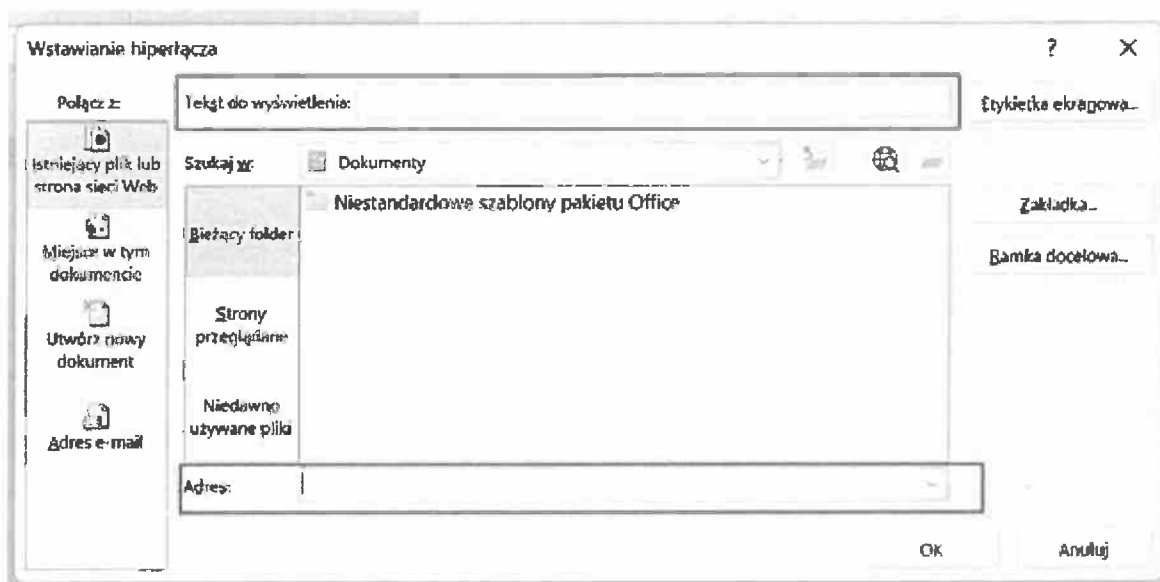 Wstawianie hiperłącza ? X
Połącz z:
Tekst do wyświetlenia:
Etykietka ekranowa...
Istniejący plik lub
strona sieci Web
Szukaj w:
Dokumenty
Niestandardowe szablony pakietu Office
Zakładka...
Bieżący folder
Miejsce w tym
dokumencie
Ramka docelowa...
Strony
przeglądane
Utwórz nowy
dokument
Niedawno
używane pliki
Adres e-mail
Adres:
OK
Anuluj